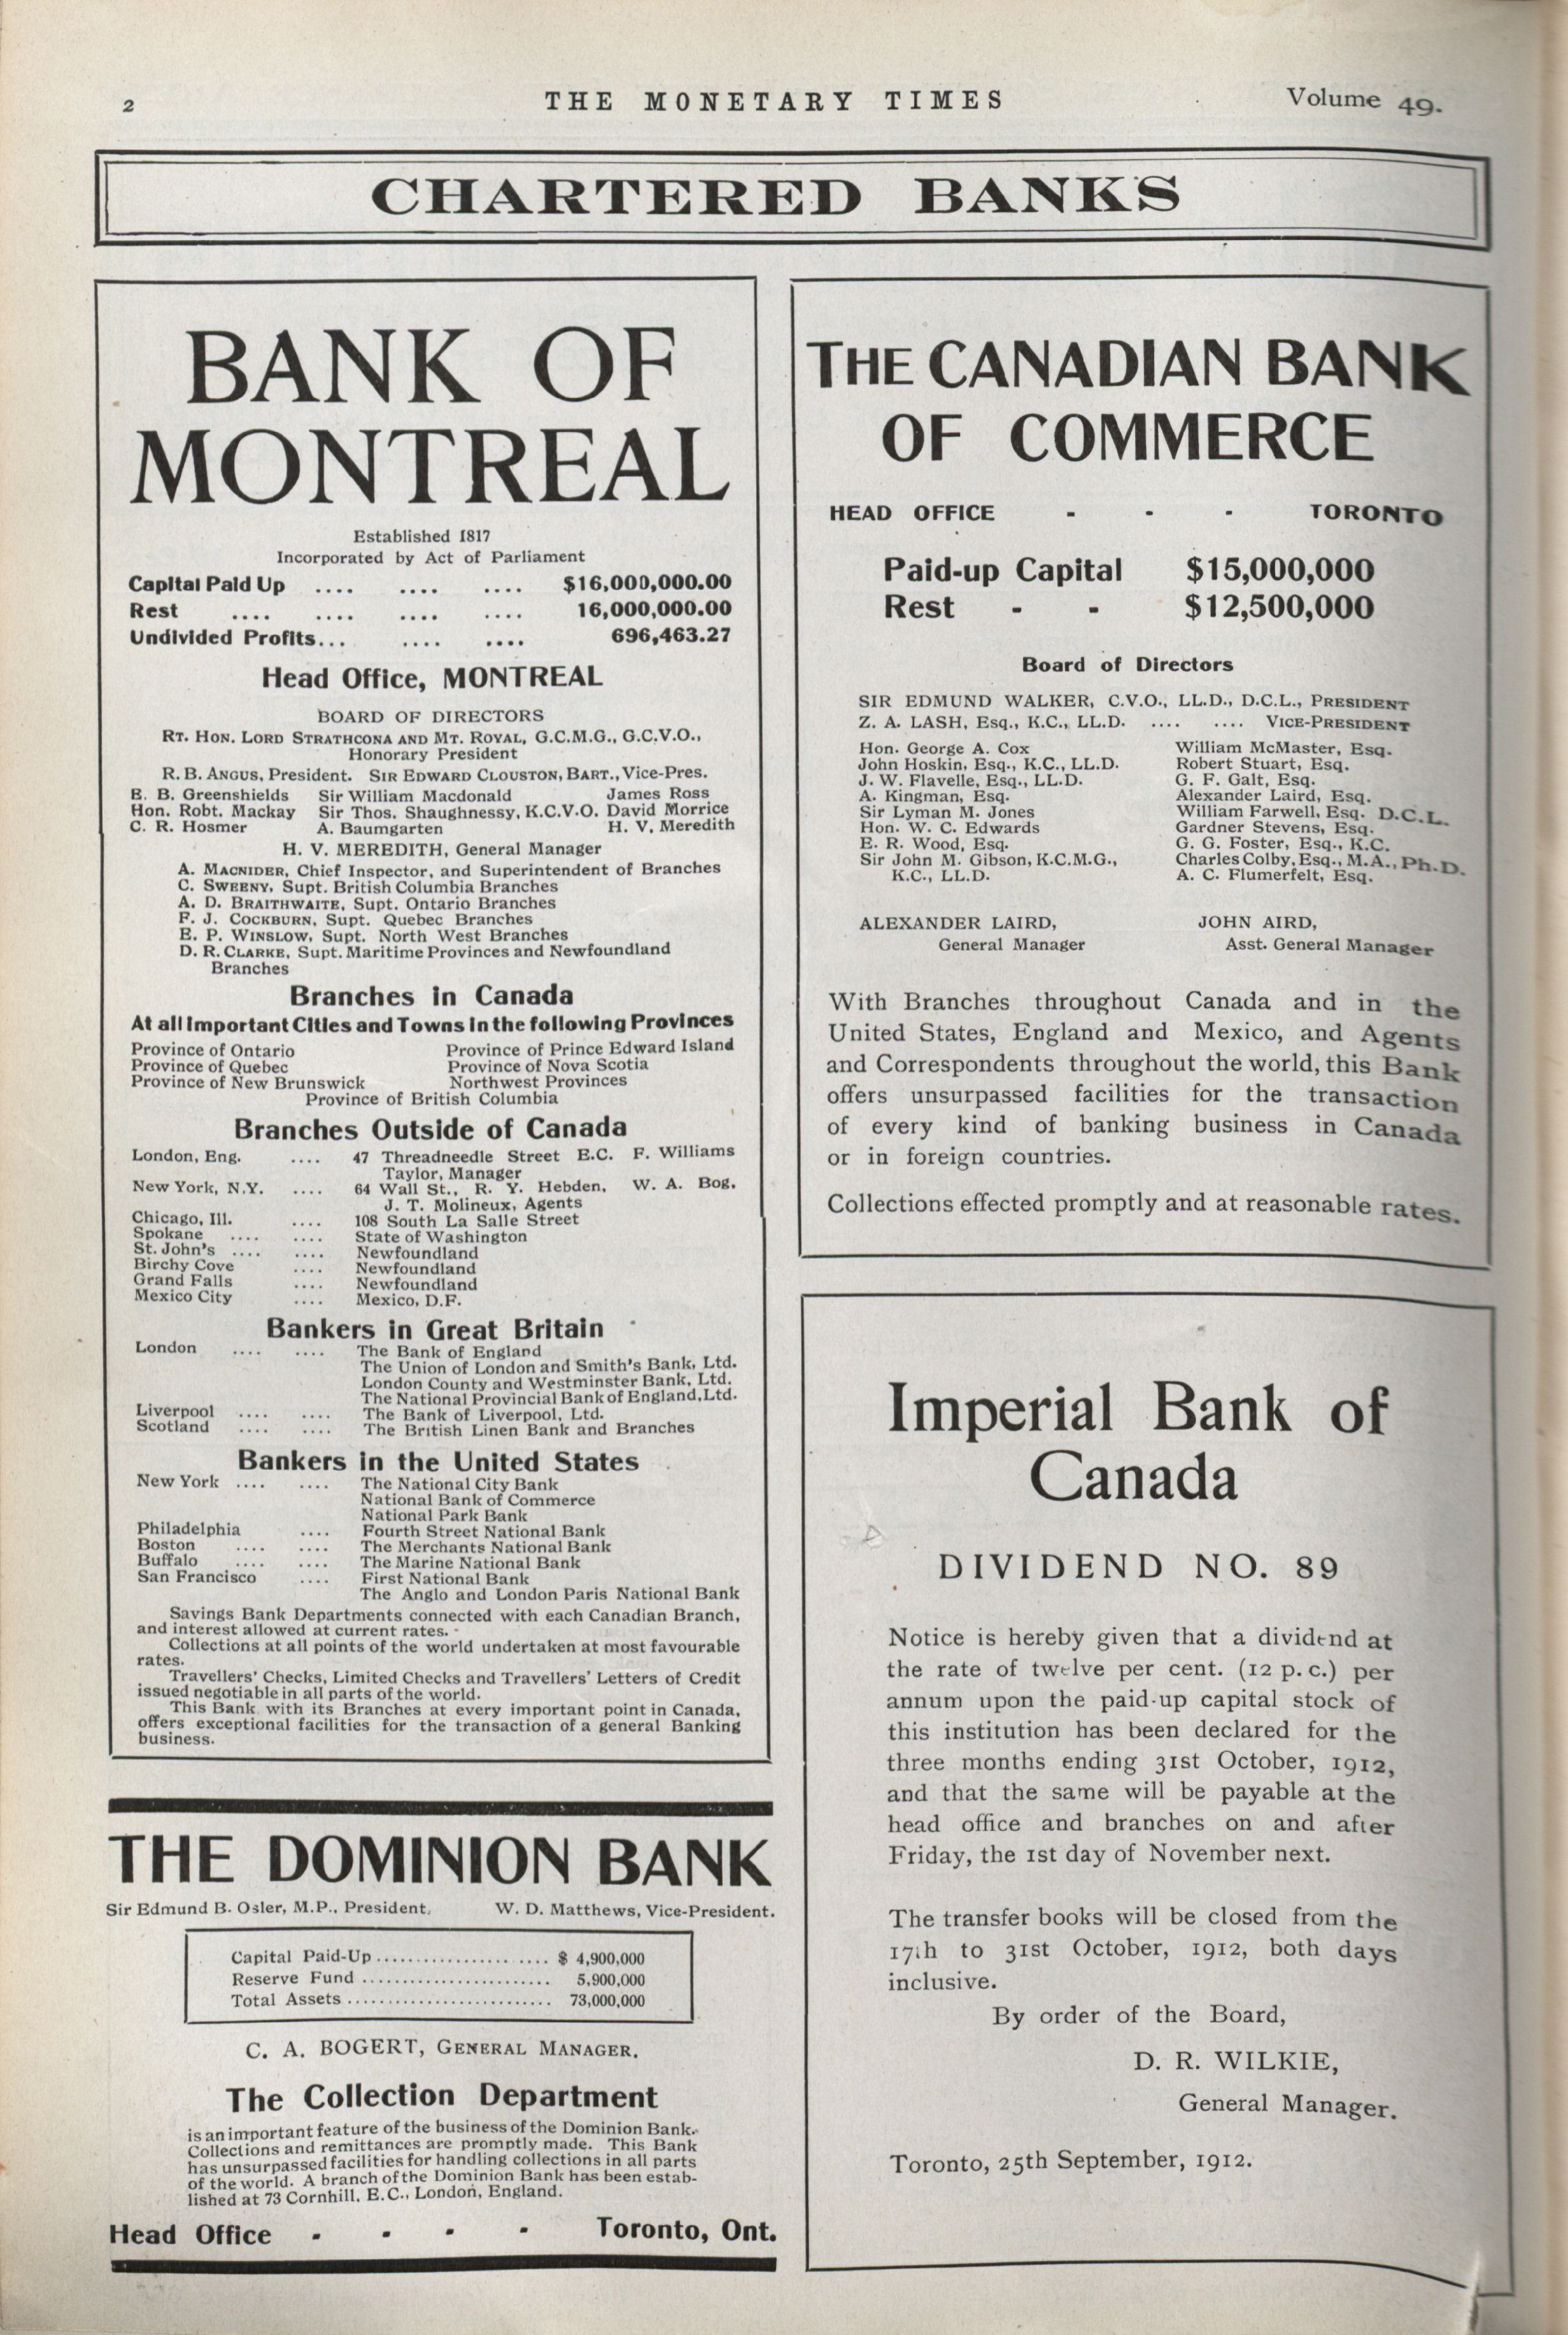 2 THE MONETARY TIMES Volume 49.
CHARTERED BANKS
BANK OF
MONTREAL
Established 1817
Incorporated by Act of Parliament
Capital Paid Up .... .... .... $16,000,000.00
Rest .... .... .... .... 16,000,000.00
Undivided Profits... .... .... 696,463.27
Head Office, MONTREAL
BOARD OF DIRECTORS
RT. HON. LORD STRATHCONA AND MT. ROYAL, G.C.M.G., G.C.V.O.,
Honorary President
R. B. ANGUS, President. SIR EDWARD CLOUSTON, BART., Vice-Pres.
E. B. Greenshields Sir William Macdonald James Ross
Hon. Robt. Mackay Sir Thos. Shaughnessy, K.C.V.O. David Morrice
C. R. Hosmer A. Baumgarten H. V. Meredith
H. V. MEREDITH, General Manager
A. MACNIDER, Chief Inspector, and Superintendent of Branches
C. SWEENY, Supt. British Columbia Branches
A. D. BRAITHWAITE, Supt. Ontario Branches
F. J. COCKBURN, Supt. Quebec Branches
E. P. WINSLOW, Supt. North West Branches
D. R. CLARKE, Supt. Maritime Provinces and Newfoundland
Branches
Branches in Canada
At all Important Cities and Towns in the following Provinces
Province of Ontario Province of Prince Edward Island
Province of Quebec Province of Nova Scotia
Province of New Brunswick Northwest Provinces
Province of British Columbia
Branches Outside of Canada
London, Eng. .... 47 Threadneedle Street E.C. F. Williams
Taylor, Manager
New York, N.Y. .... 64 Wall St., R. Y. Hebden, W. A. Bog,
J. T. Molineux, Agents
Chicago, Ill. .... 108 South La Salle Street
Spokane .... .... State of Washington
St. John's .... .... Newfoundland
Birchy Cove .... Newfoundland
Grand Falls .... Newfoundland
Mexico City .... Mexico, D.F.
Bankers in Great Britain
London .... .... The Bank of England
The Union of London and Smith's Bank, Ltd.
London County and Westminster Bank, Ltd.
The National Provincial Bank of England, Ltd.
Liverpool .... .... The Bank of Liverpool, Ltd.
Scotland .... .... The British Linen Bank and Branches
Bankers in the United States
New York .... .... The National City Bank
National Bank of Commerce
National Park Bank
Philadelphia .... Fourth Street National Bank
Boston .... .... The Merchants National Bank
Buffalo .... .... The Marine National Bank
San Francisco .... First National Bank
The Anglo and London Paris National Bank
Savings Bank Departments connected with each Canadian Branch,
and interest allowed at current rates.
Collections at all points of the world undertaken at most favourable
rates.
Travellers' Checks, Limited Checks and Travellers' Letters of Credit
issued negotiable in all parts of the world.
This Bank with its Branches at every important point in Canada,
offers exceptional facilities for the transaction of a general Banking
business.
THE DOMINION BANK
Sir Edmund B. Osler, M.P., President. W. D. Matthews, Vice-President.
Capital Paid-Up .................... $ 4,900,000
Reserve Fund ........................ 5,900,000
Total Assets .......................... 73,000,000
C. A. BOGERT, GENERAL MANAGER.
The Collection Department
is an important feature of the business of the Dominion Bank.
Collections and remittances are promptly made. This Bank
has unsurpassed facilities for handling collections in all parts
of the world. A branch of the Dominion Bank has been estab-
lished at 73 Cornhill, E.C., London, England.
Head Office - - - - Toronto, Ont.
THE CANADIAN BANK
OF COMMERCE
HEAD OFFICE - - - TORONTO
Paid-up Capital $15,000,000
Rest - - $12,500,000
Board of Directors
SIR EDMUND WALKER, C.V.O., LL.D., D.C.L., PRESIDENT
Z. A. LASH, Esq., K.C., LL.D. .... .... VICE-PRESIDENT
Hon. George A. Cox William McMaster, Esq.
John Hoskin, Esq., K.C., LL.D. Robert Stuart, Esq.
J. W. Flavelle, Esq., LL.D. G. F. Galt, Esq.
A. Kingman, Esq. Alexander Laird, Esq.
Sir Lyman M. Jones William Farwell, Esq. D.C.L.
Hon. W. C. Edwards Gardner Stevens, Esq.
E. R. Wood, Esq. G. G. Foster, Esq., K.C.
Sir John M. Gibson, K.C.M.G., Charles Colby, Esq., M.A., Ph.D.
K.C., LL.D. A. C. Flumerfelt, Esq.
ALEXANDER LAIRD, JOHN AIRD,
General Manager Asst. General Manager
With Branches throughout Canada and in the
United States, England and Mexico, and Agents
and Correspondents throughout the world, this Bank
offers unsurpassed facilities for the transaction
of every kind of banking business in Canada
or in foreign countries.
Collections effected promptly and at reasonable rates.
Imperial Bank of
Canada
DIVIDEND NO. 89
Notice is hereby given that a dividend at
the rate of twelve per cent. (12 p.c.) per
annum upon the paid-up capital stock of
this institution has been declared for the
three months ending 31st October, 1912,
and that the same will be payable at the
head office and branches on and after
Friday, the 1st day of November next.
The transfer books will be closed from the
17th to 31st October, 1912, both days
inclusive.
By order of the Board,
D. R. WILKIE,
General Manager.
Toronto, 25th September, 1912.